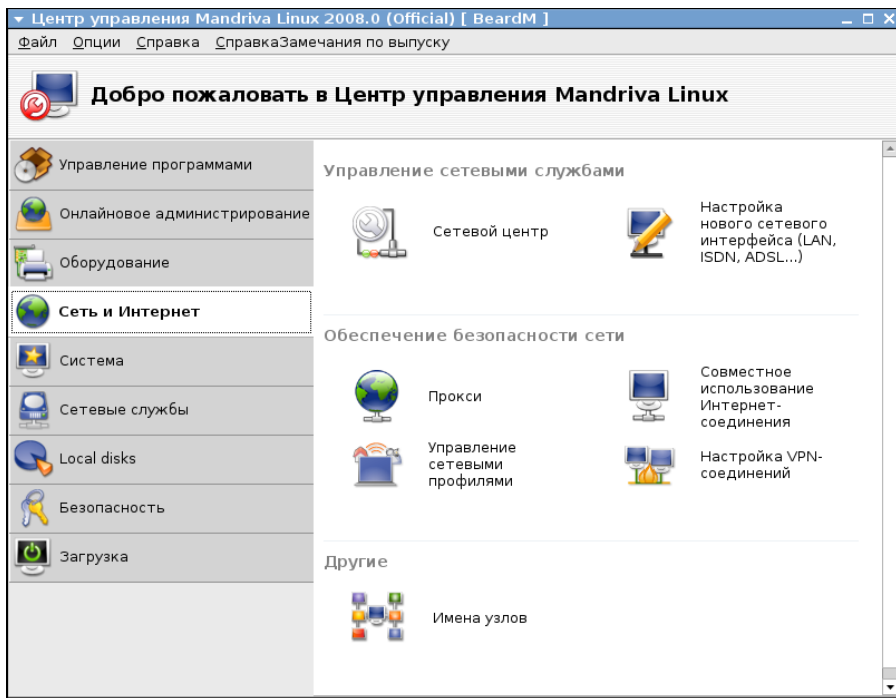 Центр управления Mandriva Linux 2008.0 (Official) [ BeardM ]
Файл Опции Справка СправкаЗамечания по выпуску
Добро пожаловать в Центр управления Mandriva Linux
Управление программами
Онлайновое администрирование
Оборудование
Сеть и Интернет
Система
Сетевые службы
Local disks
Безопасность
Загрузка
Управление сетевыми службами
Сетевой центр
Настройка
нового сетевого
интерфейса (LAN,
ISDN, ADSL...)
Обеспечение безопасности сети
Прокси
Совместное
использование
Интернет-
соединения
Управление
сетевыми
профилями
Настройка VPN-
соединений
Другие
Имена узлов